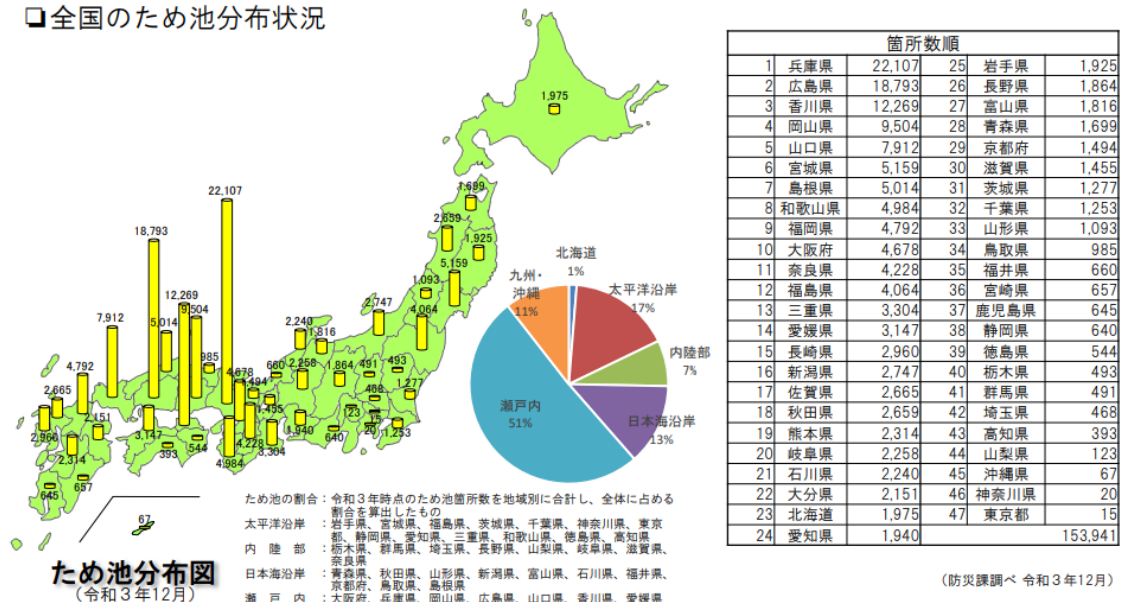 ❏全国のため池分布状況
1,975
1,699
2,659
1,925
5,159
1,093
4,064
2,747
2,240
1,816
22,107
18,793
12,269
9,504
7,912
5,014
985
4,792
2,665
2,151
2,960
2,314
645
657
3,147
393
544
4,678
1,494
1,455
4,228
4,984
3,304
660
2,258
1,864
491
493
468
1,277
123
15
20
1,253
640
1,940
67
北海道
1%
太平洋沿岸
17%
内陸部
7%
日本海沿岸
13%
瀬戸内
51%
九州・
沖縄
11%
ため池分布図
(令和3年12月)
ため池の割合：令和3年時点のため池箇所数を地域別に合計し、全体に占める
割合を算出したもの
太平洋沿岸　：岩手県、宮城県、福島県、茨城県、千葉県、神奈川県、東京
都、静岡県、愛知県、三重県、和歌山県、徳島県、高知県
内　陸　部　：栃木県、群馬県、埼玉県、長野県、山梨県、岐阜県、滋賀県、
奈良県
日本海沿岸　：青森県、秋田県、山形県、新潟県、富山県、石川県、福井県、
京都府、鳥取県、島根県
瀬　戸　内　：大阪府、兵庫県、岡山県、広島県、山口県、香川県、愛媛県
箇所数順
1 兵庫県 22,107 25 岩手県 1,925
2 広島県 18,793 26 長野県 1,864
3 香川県 12,269 27 富山県 1,816
4 岡山県 9,504 28 青森県 1,699
5 山口県 7,912 29 京都府 1,494
6 宮城県 5,159 30 滋賀県 1,455
7 島根県 5,014 31 茨城県 1,277
8 和歌山県 4,984 32 千葉県 1,253
9 福岡県 4,792 33 山形県 1,093
10 大阪府 4,678 34 鳥取県 985
11 奈良県 4,228 35 福井県 660
12 福島県 4,064 36 宮崎県 657
13 三重県 3,304 37 鹿児島県 645
14 愛媛県 3,147 38 静岡県 640
15 長崎県 2,960 39 徳島県 544
16 新潟県 2,747 40 栃木県 493
17 佐賀県 2,665 41 群馬県 491
18 秋田県 2,659 42 埼玉県 468
19 熊本県 2,314 43 高知県 393
20 岐阜県 2,258 44 山梨県 123
21 石川県 2,240 45 沖縄県 67
22 大分県 2,151 46 神奈川県 20
23 北海道 1,975 47 東京都 15
24 愛知県 1,940 153,941
(防災課調べ 令和3年12月)